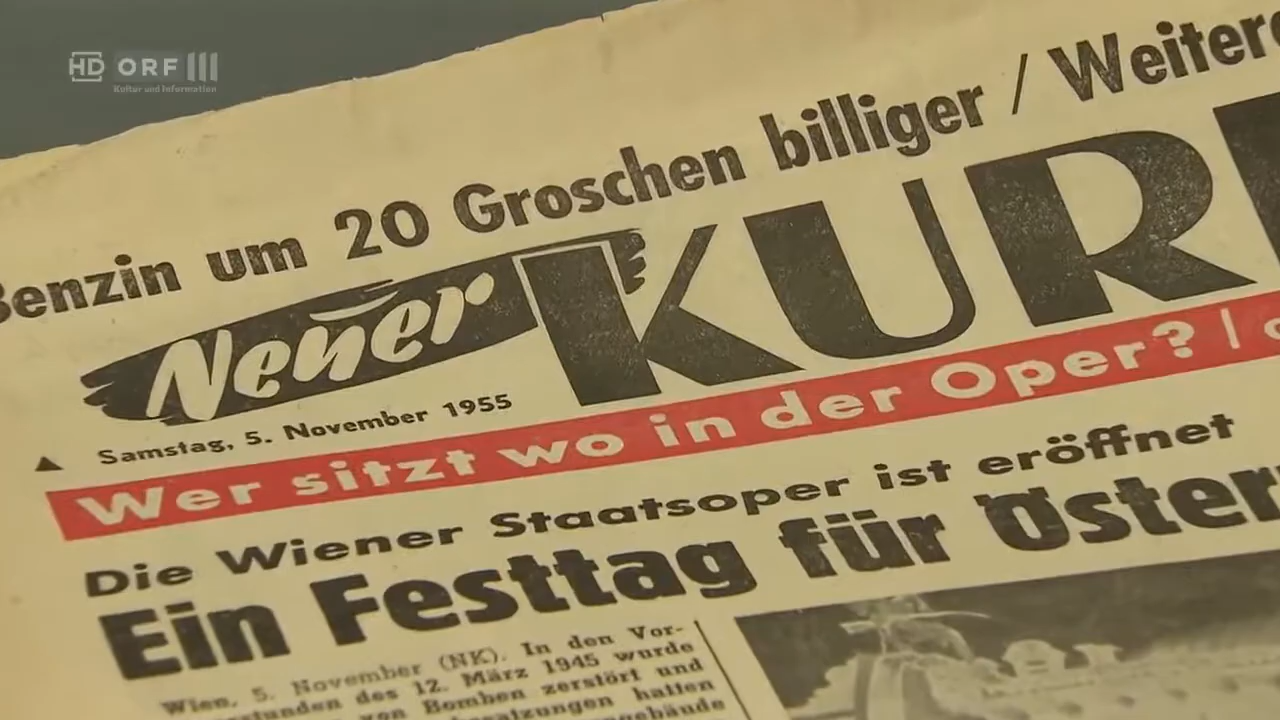 HD ORF III
Kultur und Information
Benzin um 20 Groschen billiger / Weitere
Neuer KUR
Samstag, 5. November 1955
Wer sitzt wo in der Oper? |
Die Wiener Staatsoper ist eröffnet
Ein Festtag für Öster
Wien, 5. November (NK). In den Vor-
des 12. März 1945 wurde
von Bomben zerstört und
hatten